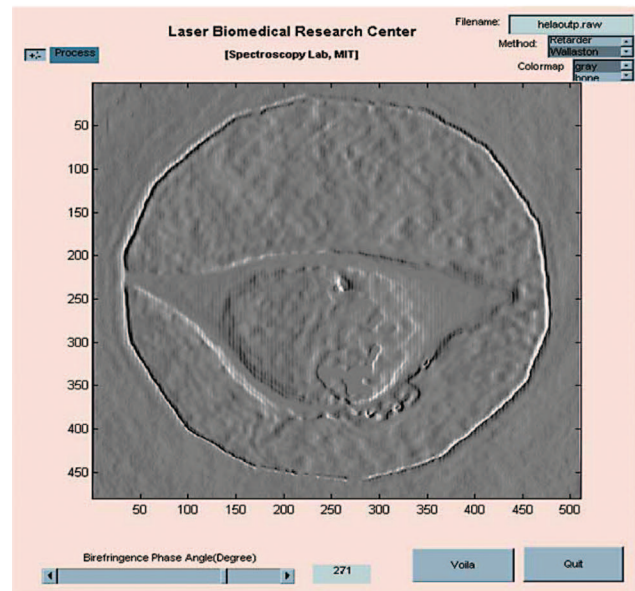 Laser Biomedical Research Center
[Spectroscopy Lab, MIT]
Filename: helaoutp.raw
Method: Retarder
Wallaston
Colormap gray
bone
+/- Process
50
100
150
200
250
300
350
400
450
50 100 150 200 250 300 350 400 450 500
Birefringence Phase Angle(Degree)
271
Voila
Quit